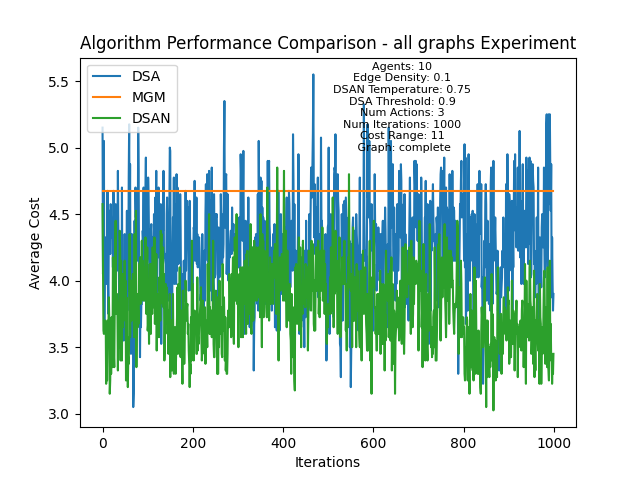 Algorithm Performance Comparison - all graphs Experiment
DSA
MGM
DSAN
Agents: 10
Edge Density: 0.1
DSAN Temperature: 0.75
DSA Threshold: 0.9
Num Actions: 3
Num Iterations: 1000
Cost Range: 11
Graph: complete
Average Cost
5.5
5.0
4.5
4.0
3.5
3.0
0 200 400 600 800 1000
Iterations